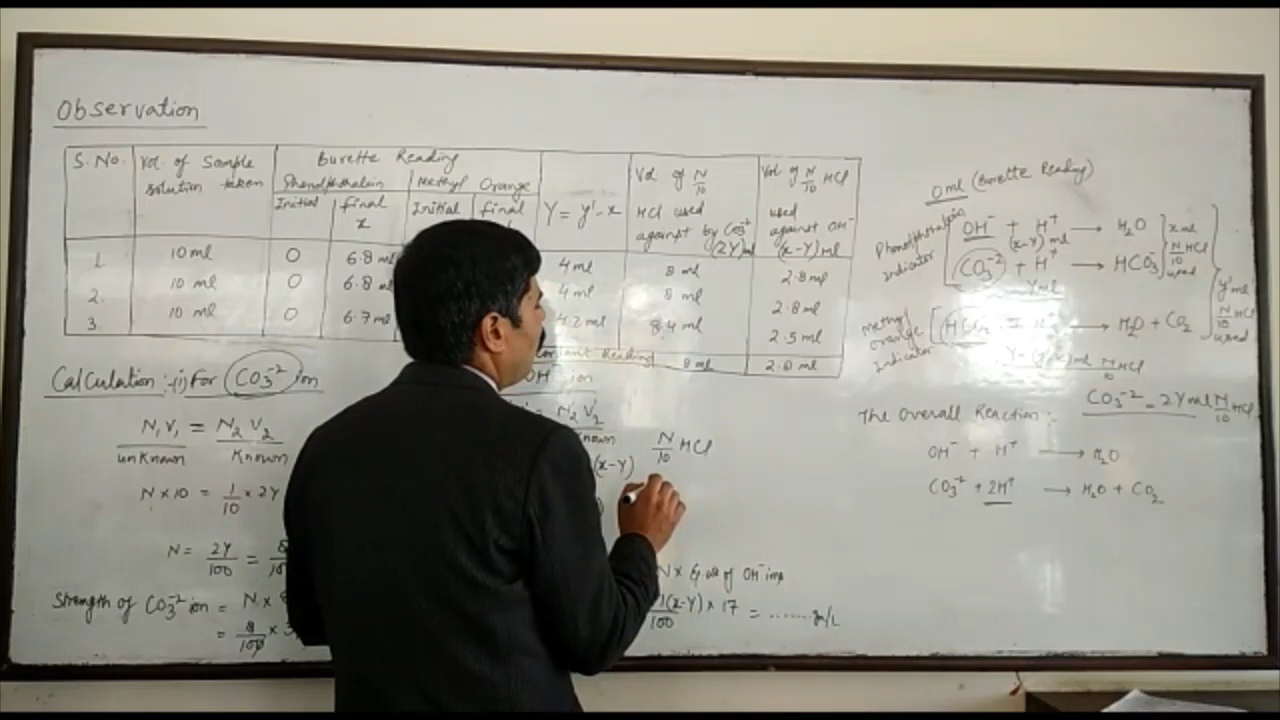 Observation
S. No. Vol. of Sample solution taken Burette Reading Y = y' - x Vol of N/10 HCl used against by CO3-2 (2Y)ml Vol of N/10 HCl used against OH- (x-Y)ml
Phenolphthalein Methyl Orange
Initial final x Initial final
1. 10 ml 0 6.8 ml 4 ml 8 ml 2.8 ml
2. 10 ml 0 6.8 ml 4 ml 8 ml 2.8 ml
3. 10 ml 0 6.7 ml 4.2 ml 8.4 ml 2.5 ml
Reading 8 ml 2.8 ml
Calculation :- (i) For CO3-2 ion
N1V1 = N2V2
unknown Known
N x 10 = 1/10 x 2Y
N = 2Y/100 =
Strength of CO3-2 ion = N x
= 8/100 x 3
OH- ion
= N2V2
(x-Y) N/10 HCl
N x Eq. wt of OH- ion
(x-Y)/100 x 17 = ....... gm/L
0 ml (Burette Reading)
Phenolphthalein Indicator
OH- + H+ → H2O x ml
(x-Y) ml
CO3-2 + H+ → HCO3- N/10 HCl used
Y ml
y' ml N/10 HCl used
Methyl orange Indicator
→ H2O + CO2
ml N/10 HCl
CO3-2 = 2Y ml N/10 HCl
The Overall Reaction :-
OH- + H+ → H2O
CO3-2 + 2H+ → H2O + CO2